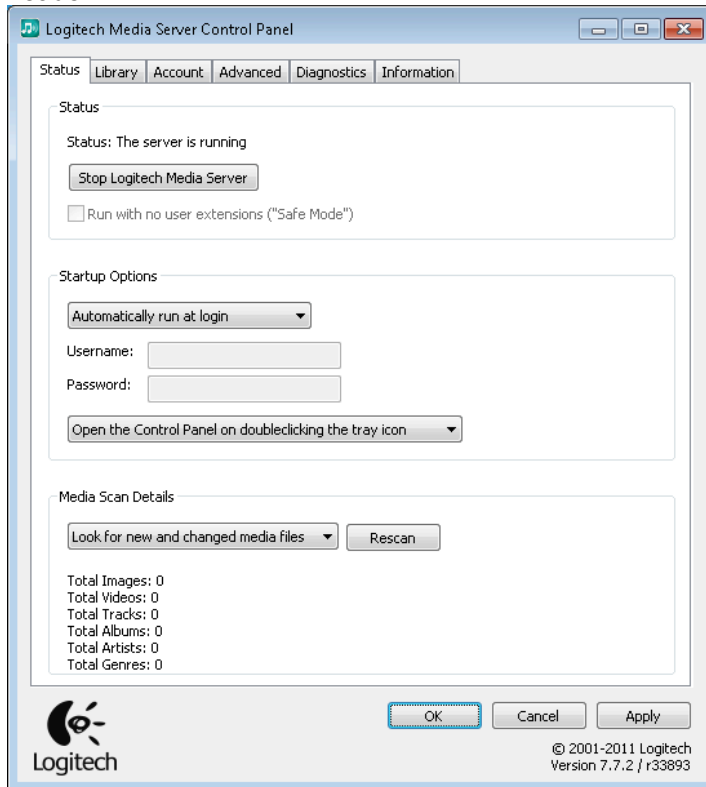 Logitech Media Server Control Panel
Status Library Account Advanced Diagnostics Information
Status
Status: The server is running
Stop Logitech Media Server
Run with no user extensions ("Safe Mode")
Startup Options
Automatically run at login
Username:
Password:
Open the Control Panel on doubleclicking the tray icon
Media Scan Details
Look for new and changed media files Rescan
Total Images: 0
Total Videos: 0
Total Tracks: 0
Total Albums: 0
Total Artists: 0
Total Genres: 0
OK Cancel Apply
Logitech
© 2001-2011 Logitech
Version 7.7.2 / r33893